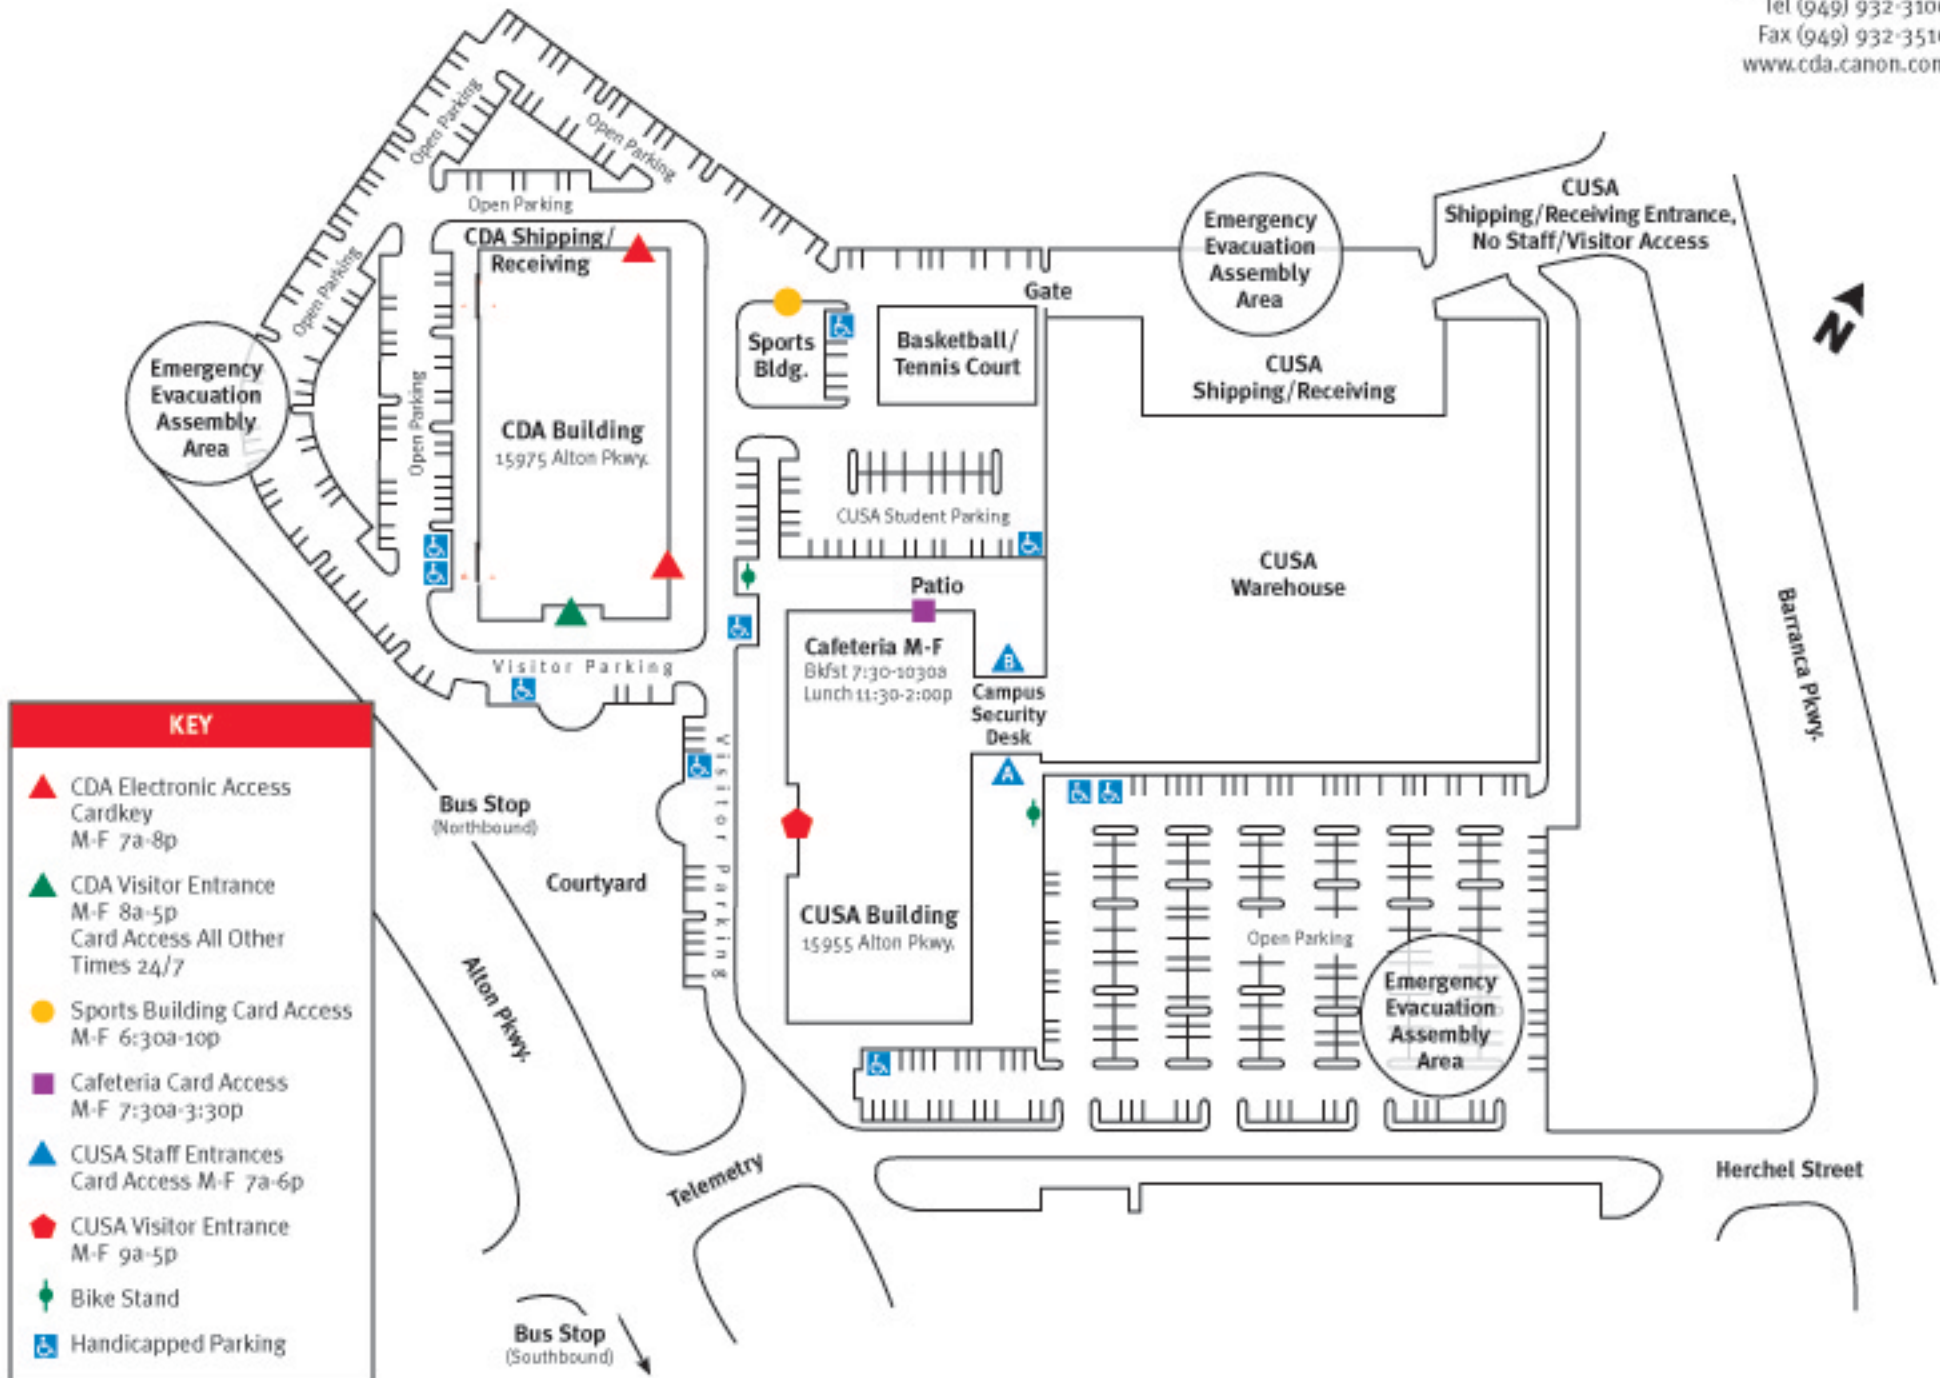 Tel (949) 932-310
Fax (949) 932-351
www.cda.canon.com
Open Parking
Open Parking
Open Parking
CDA Shipping/
Receiving
Open Parking
Open Parking
Emergency
Evacuation
Assembly
Area
CDA Building
15975 Alton Pkwy.
Sports
Bldg.
Basketball/
Tennis Court
Gate
Emergency
Evacuation
Assembly
Area
CUSA
Shipping/Receiving Entrance,
No Staff/Visitor Access
CUSA
Shipping/Receiving
N
CUSA Student Parking
CUSA
Warehouse
Barranca Pkwy.
Patio
Cafeteria M-F
Bkfst 7:30-1030a
Lunch 11:30-2:00p
B
Campus
Security
Desk
A
Visitor Parking
Visitor Parking
Bus Stop
(Northbound)
Courtyard
CUSA Building
15955 Alton Pkwy.
Open Parking
Emergency
Evacuation
Assembly
Area
Alton Pkwy.
Telemetry
Herchel Street
Bus Stop
(Southbound)
KEY
CDA Electronic Access
Cardkey
M-F 7a-8p
CDA Visitor Entrance
M-F 8a-5p
Card Access All Other
Times 24/7
Sports Building Card Access
M-F 6:30a-10p
Cafeteria Card Access
M-F 7:30a-3:30p
CUSA Staff Entrances
Card Access M-F 7a-6p
CUSA Visitor Entrance
M-F 9a-5p
Bike Stand
Handicapped Parking